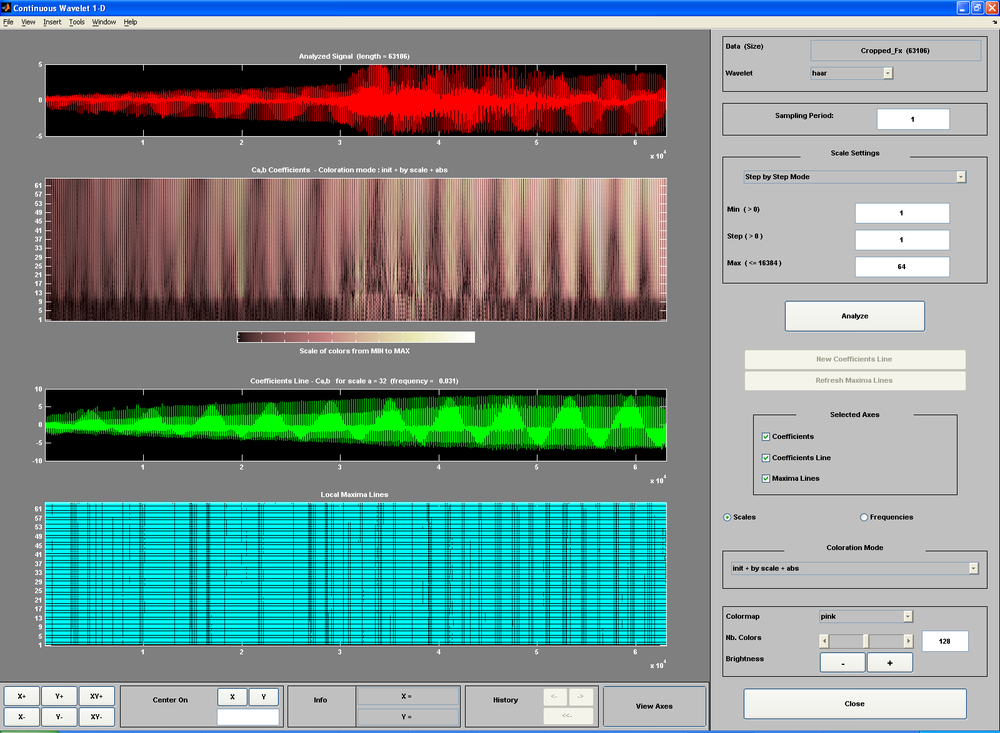 Continuous Wavelet 1-D
File View Insert Tools Window Help
Analyzed Signal (length = 63106)
5
0
-5
1 2 3 4 5 6
x 10^4
Ca,b Coefficients - Coloration mode : init + by scale + abs
61
57
53
49
45
41
37
33
29
25
21
17
13
9
5
1
Scale of colors from MIN to MAX
Coefficients Line - Ca,b for scale a = 32 (frequency = 0.031)
10
5
0
-5
-10
1 2 3 4 5 6
x 10^4
Local Maxima Lines
61
57
53
49
45
41
37
33
29
25
21
17
13
9
5
1
1 2 3 4 5 6
x 10^4
Data (Size)
Cropped_Fx (63106)
Wavelet
haar
Sampling Period:
1
Scale Settings
Step by Step Mode
Min ( > 0)
1
Step ( > 0 )
1
Max ( <= 16384 )
64
Analyze
New Coefficients Line
Refresh Maxima Lines
Selected Axes
Coefficients
Coefficients Line
Maxima Lines
Scales
Frequencies
Coloration Mode
init + by scale + abs
Colormap
pink
Nb. Colors
128
Brightness
- +
Close
X+ Y+ XY+
X- Y- XY-
Center On
X Y
Info
X =
Y =
History
<- ->
<<-
View Axes